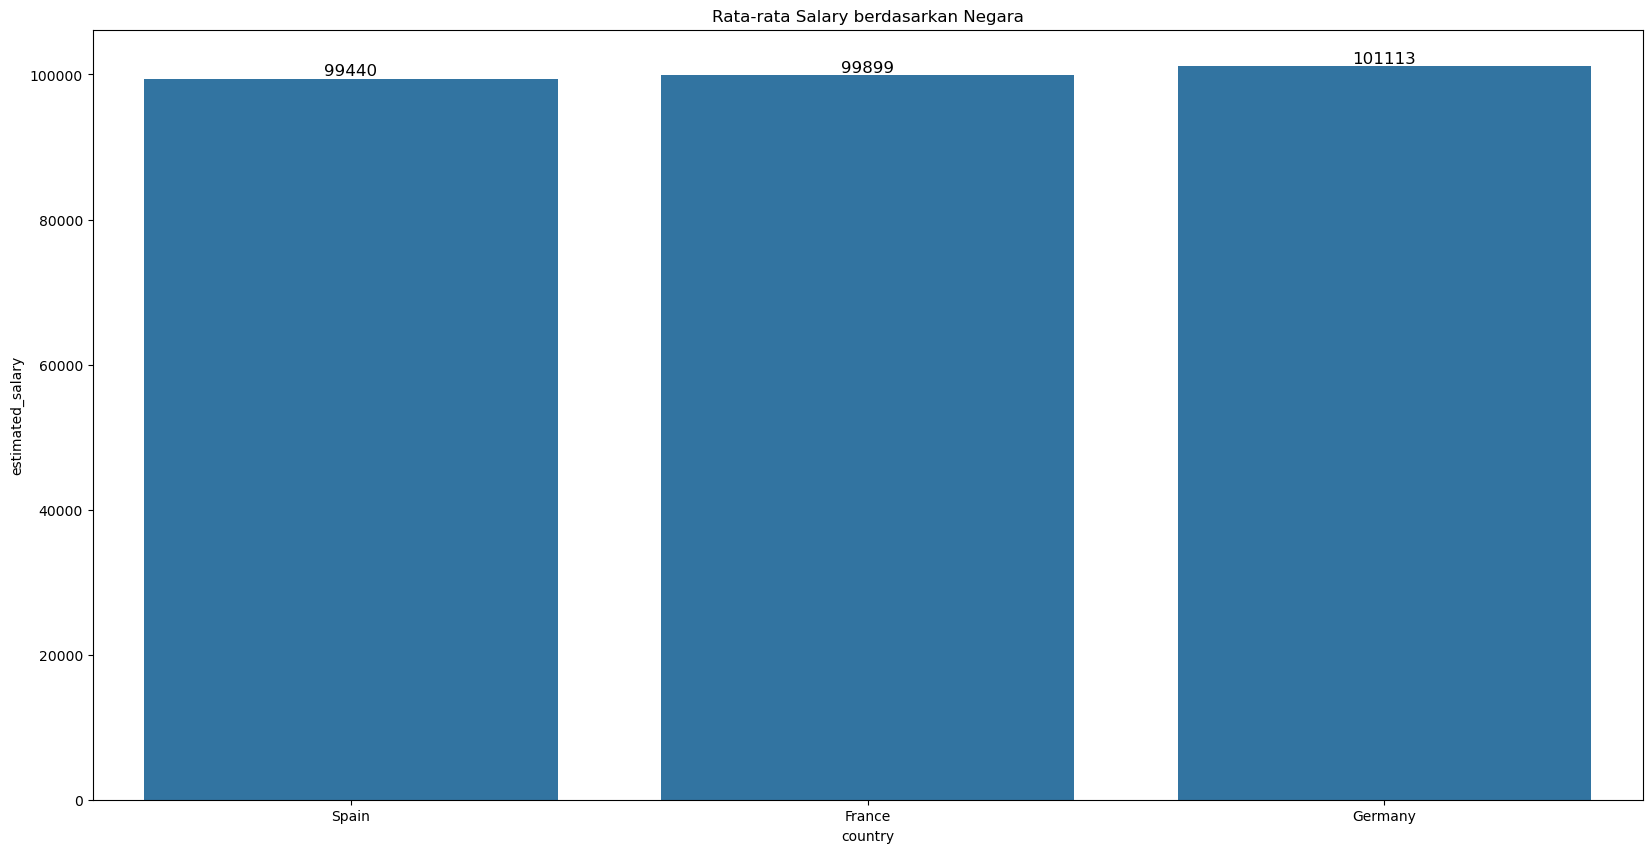 Rata-rata Salary berdasarkan Negara
99440
99899
101113
100000
80000
60000
40000
20000
0
estimated_salary
Spain
France
Germany
country